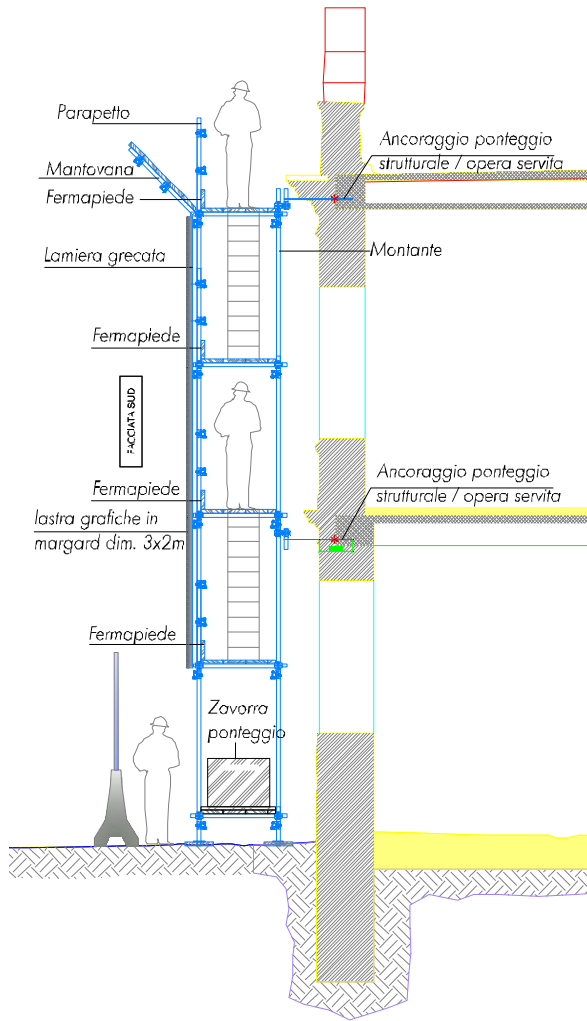 Parapetto
Ancoraggio ponteggio
strutturale / opera servita
Mantovana
Fermapiede
Lamiera grecata
Montante
Fermapiede
FACCIATA SUD
Ancoraggio ponteggio
strutturale / opera servita
Fermapiede
lastra grafiche in
margard dim. 3x2m
Fermapiede
Zavorra
ponteggio